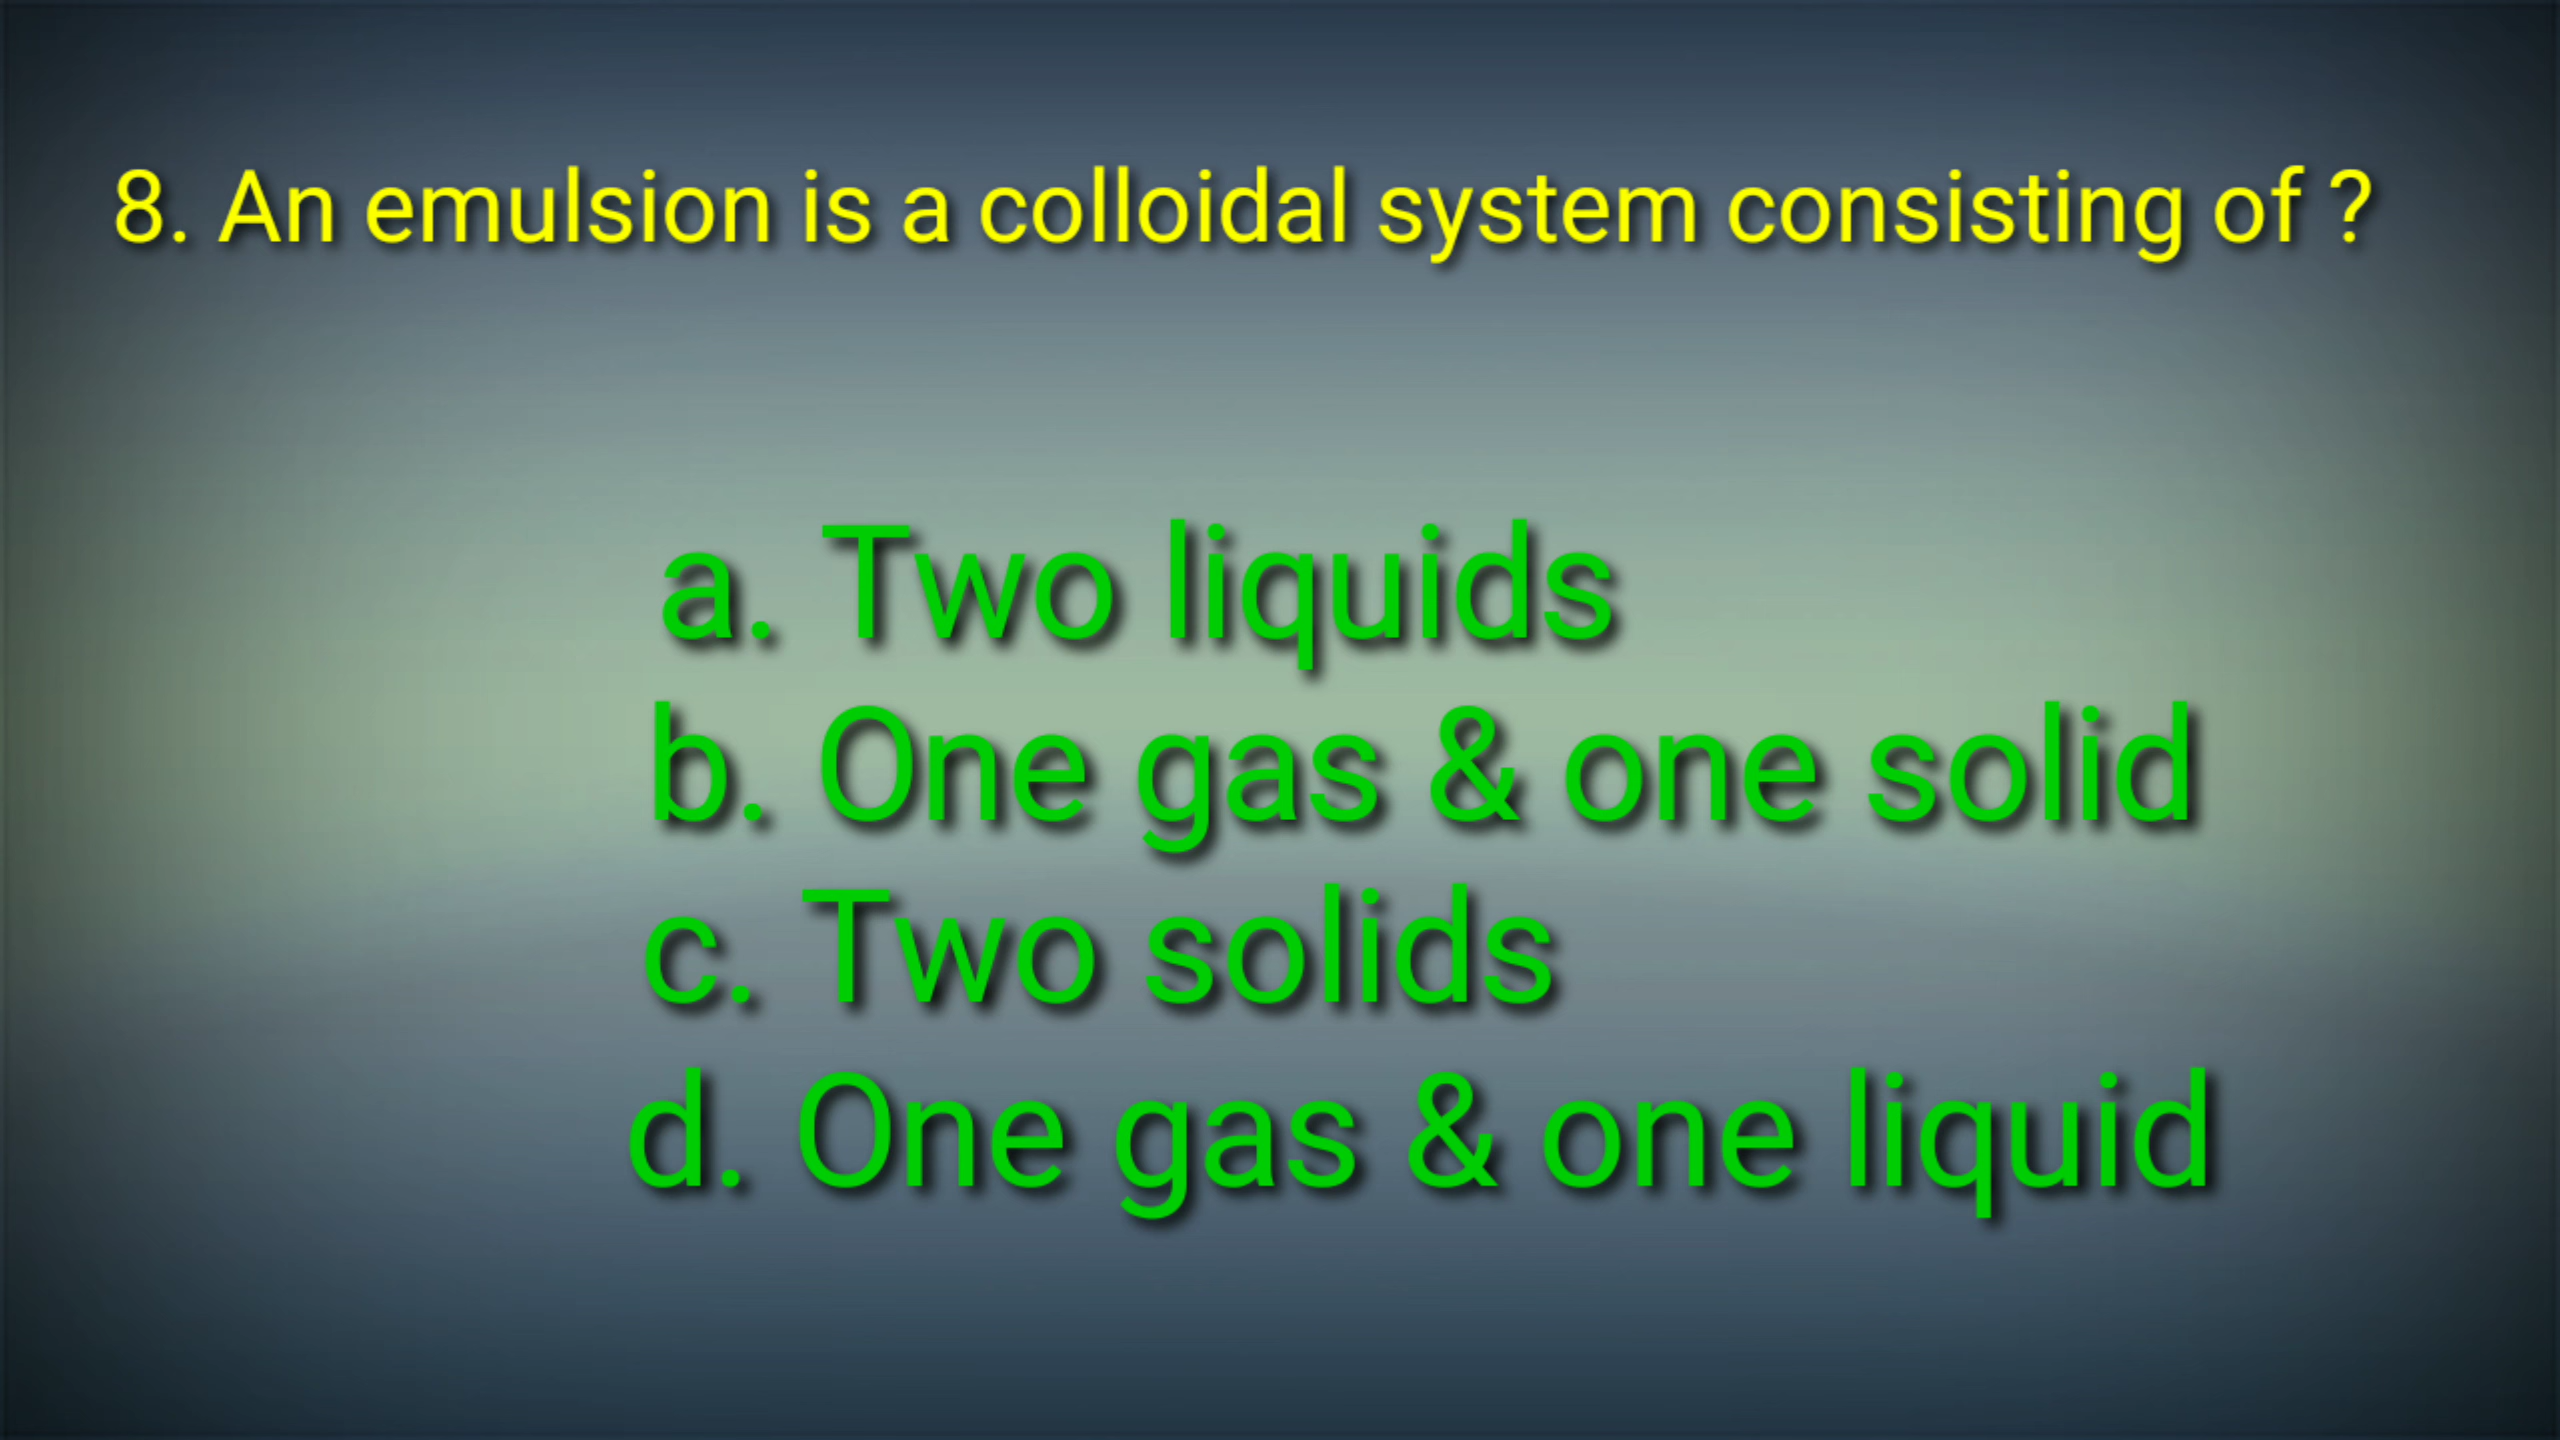 8. An emulsion is a colloidal system consisting of ?
a. Two liquids
b. One gas & one solid
c. Two solids
d. One gas & one liquid